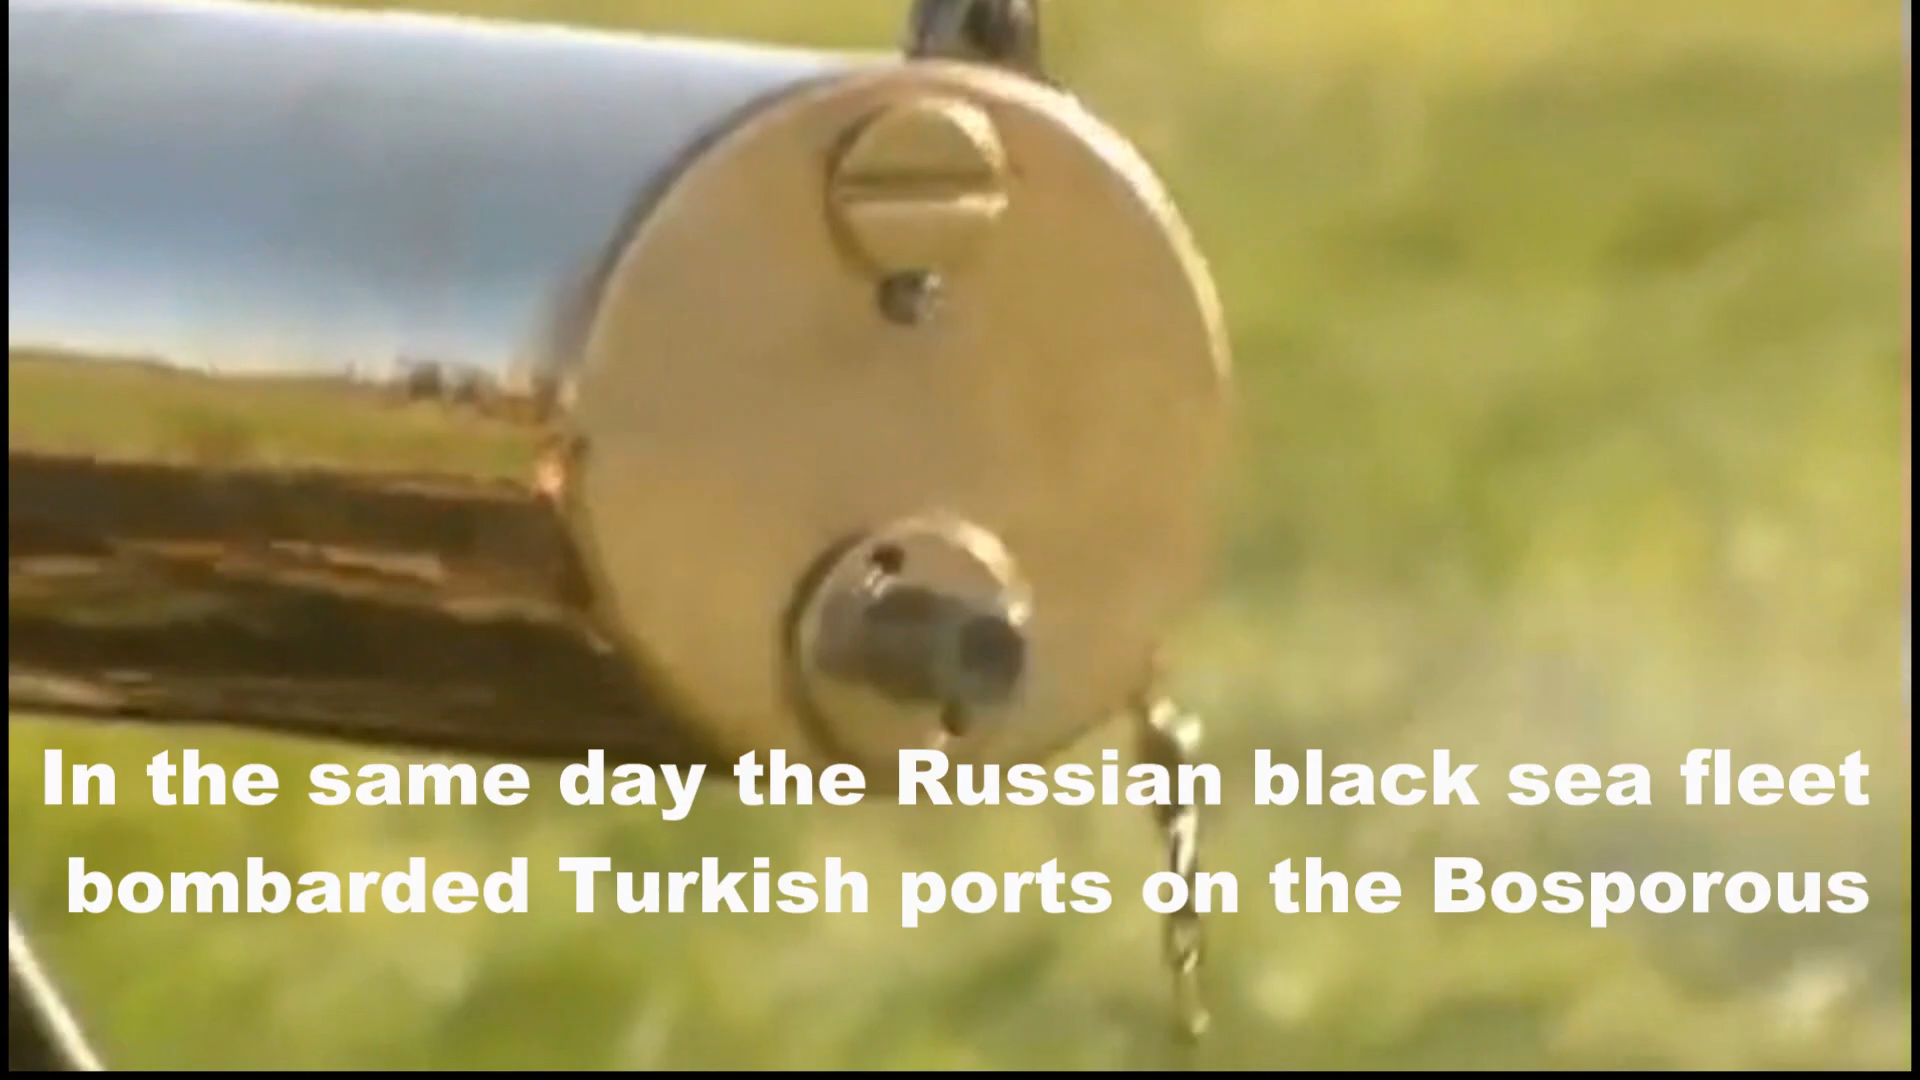 In the same day the Russian black sea fleet
bombarded Turkish ports on the Bosporous